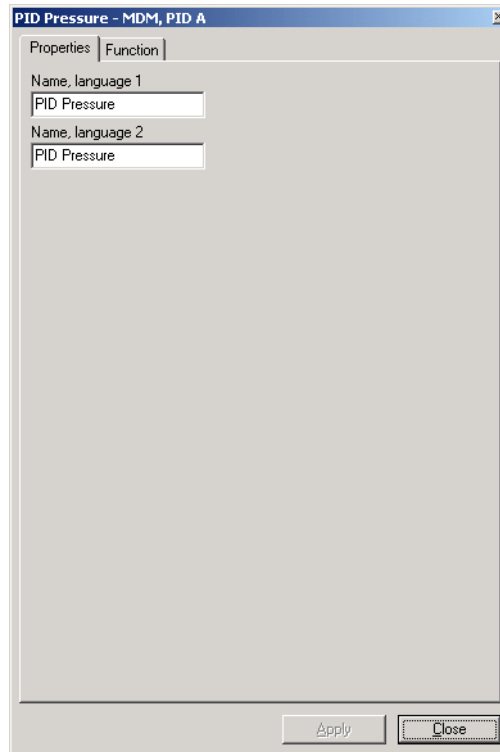 PID Pressure - MDM, PID A
Properties Function
Name, language 1
PID Pressure
Name, language 2
PID Pressure
Apply Close